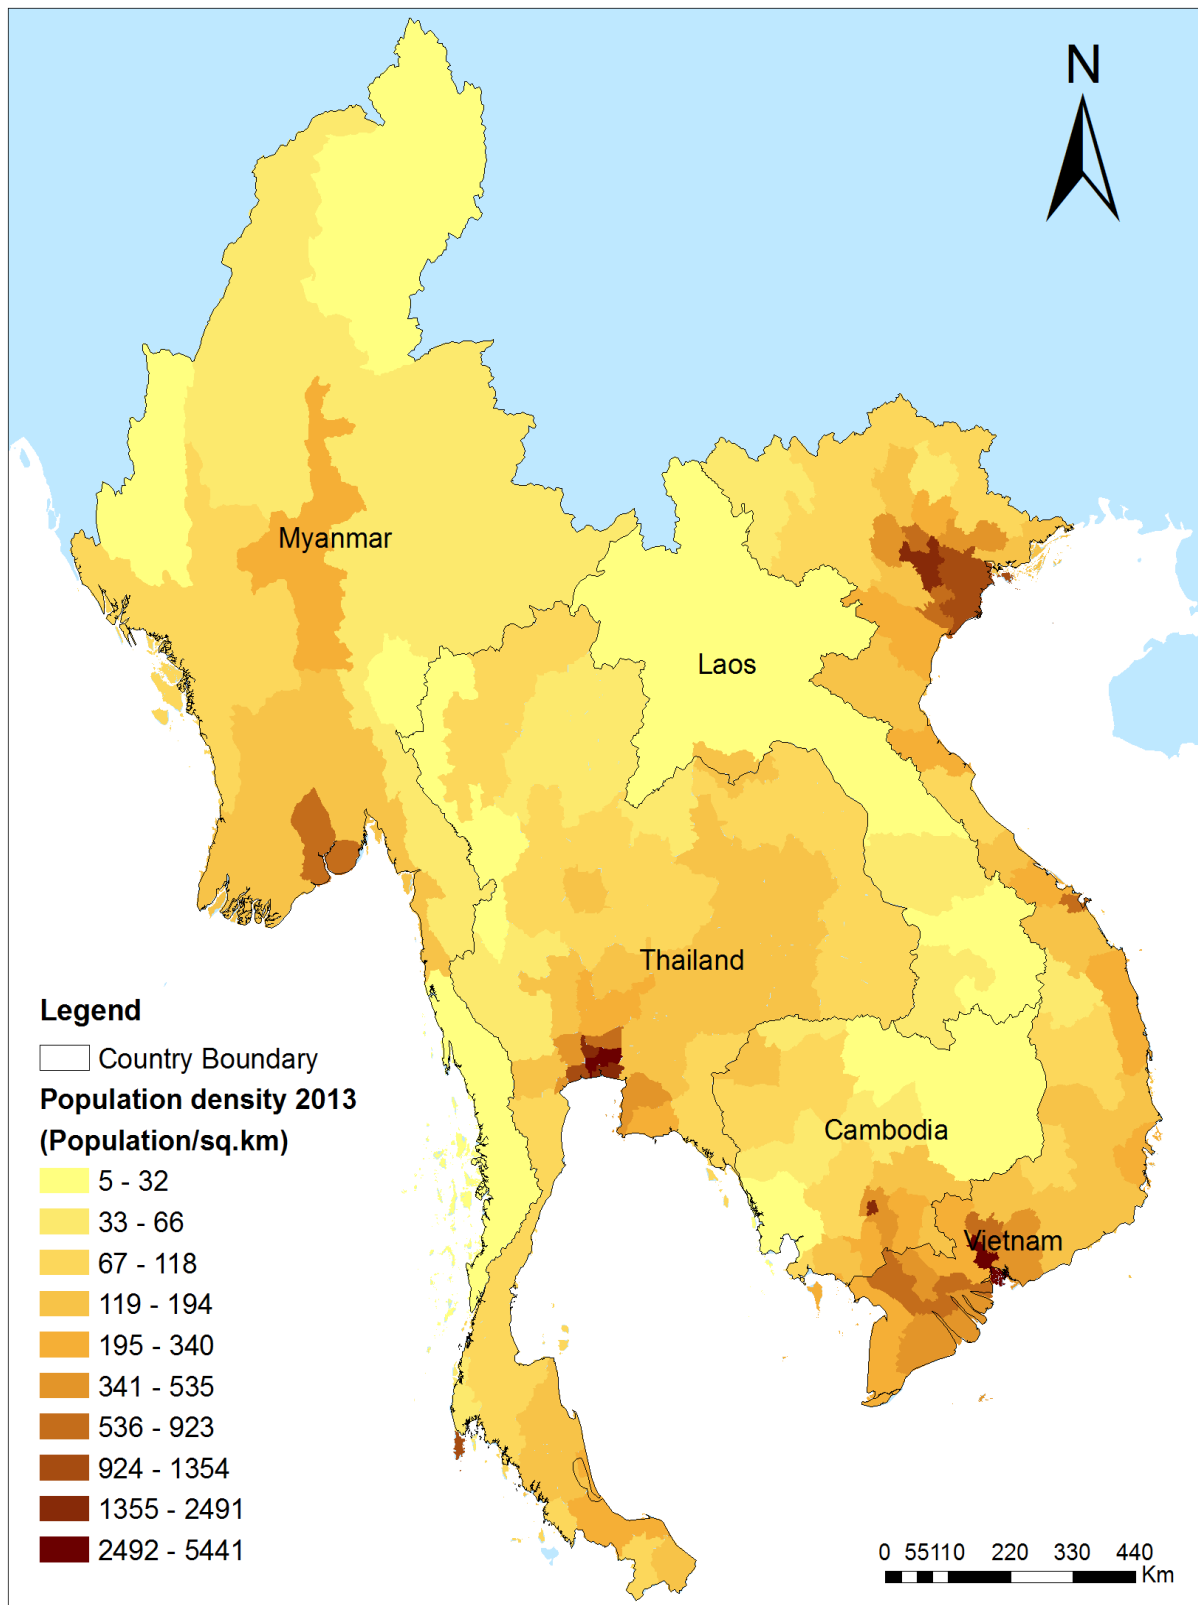 N
Myanmar
Laos
Thailand
Cambodia
Vietnam
Legend
Country Boundary
Population density 2013
(Population/sq.km)
5 - 32
33 - 66
67 - 118
119 - 194
195 - 340
341 - 535
536 - 923
924 - 1354
1355 - 2491
2492 - 5441
0 55110 220 330 440
Km